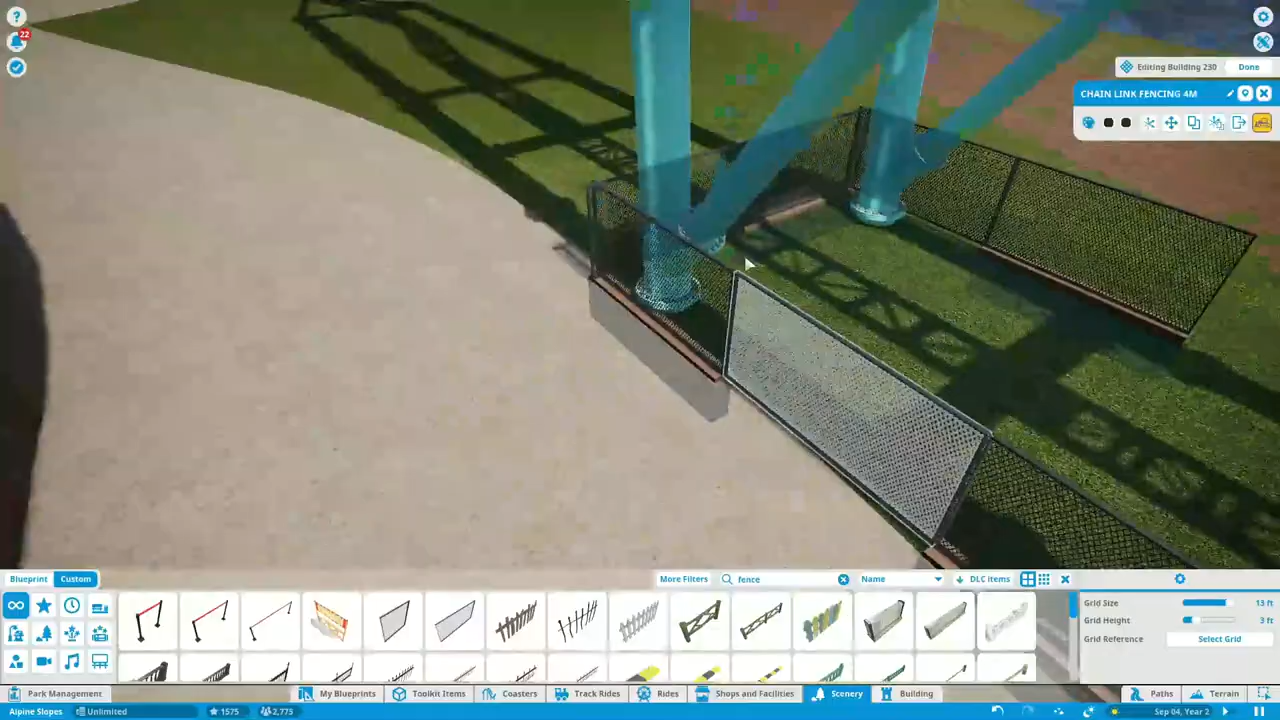 ?
22
Editing Building 230
Done
CHAIN LINK FENCING 4M
Blueprint
Custom
More Filters
fence
Name
DLC items
Grid Size
13 ft
Grid Height
3 ft
Grid Reference
Select Grid
Park Management
My Blueprints
Toolkit Items
Coasters
Track Rides
Rides
Shops and Facilities
Scenery
Building
Paths
Terrain
Alpine Slopes
Unlimited
1575
2,773
Sep 04, Year 2